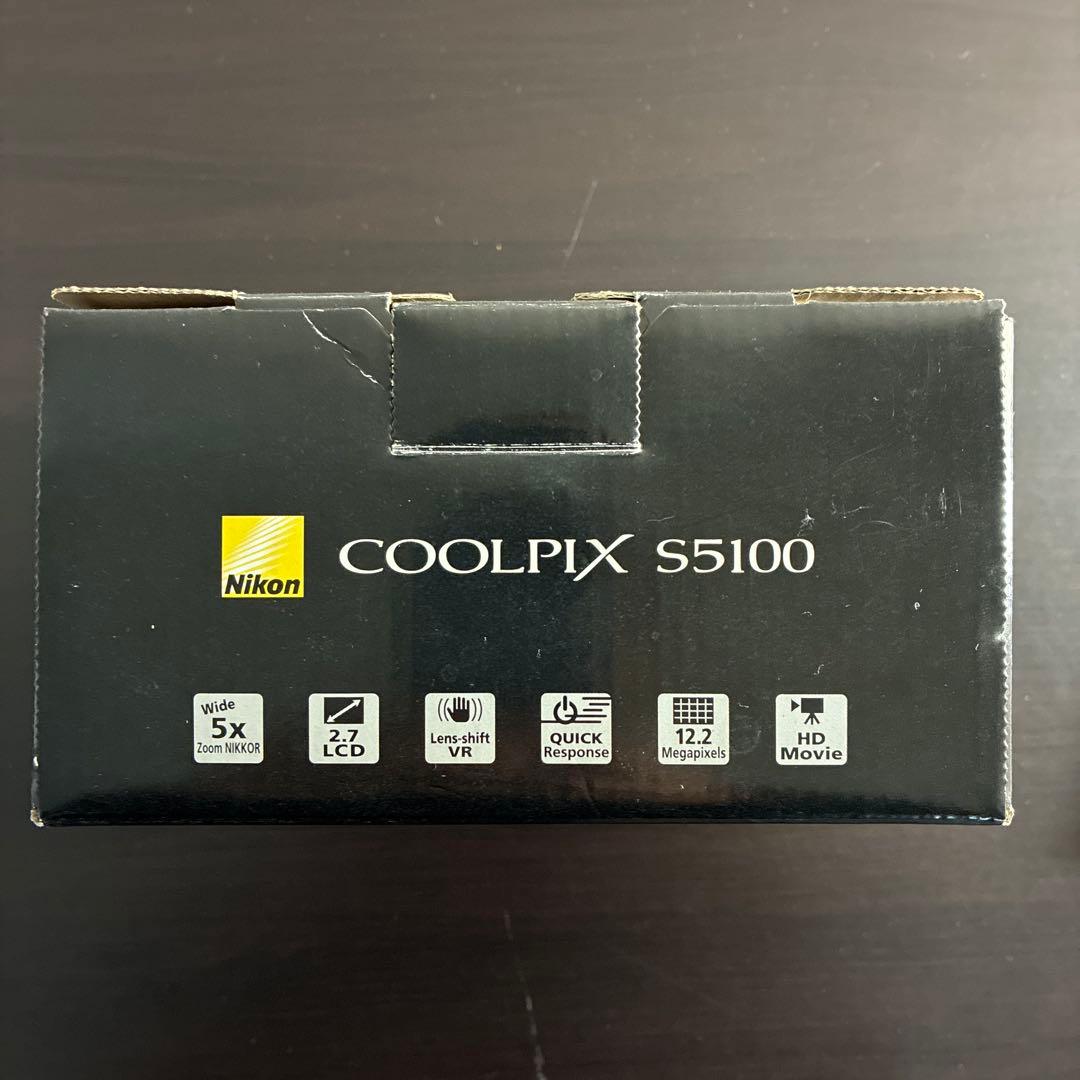 Nikon
COOLPIX S5100
Wide
5x
Zoom NIKKOR
2.7
LCD
Lens-shift
VR
QUICK
Response
12.2
Megapixels
HD
Movie